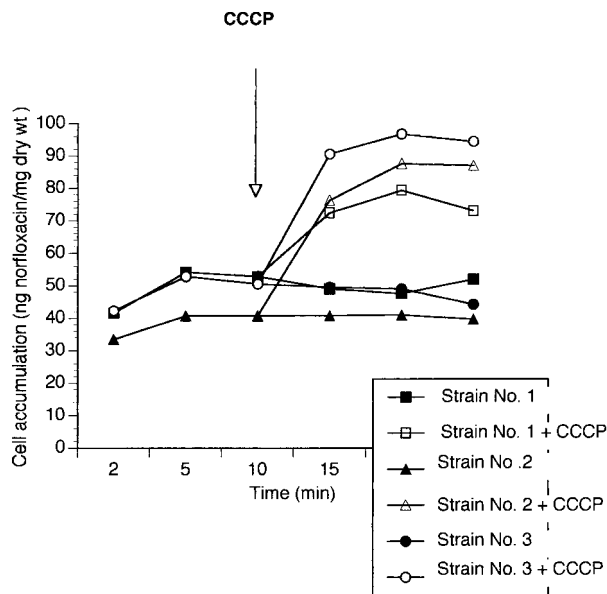 CCCP
Cell accumulation (ng norfloxacin/mg dry wt )
100
90
80
70
60
50
40
30
20
10
0
2
5
10
15
Time (min)
Strain No. 1
Strain No. 1 + CCCP
Strain No .2
Strain No. 2 + CCCP
Strain No. 3
Strain No. 3 + CCCP